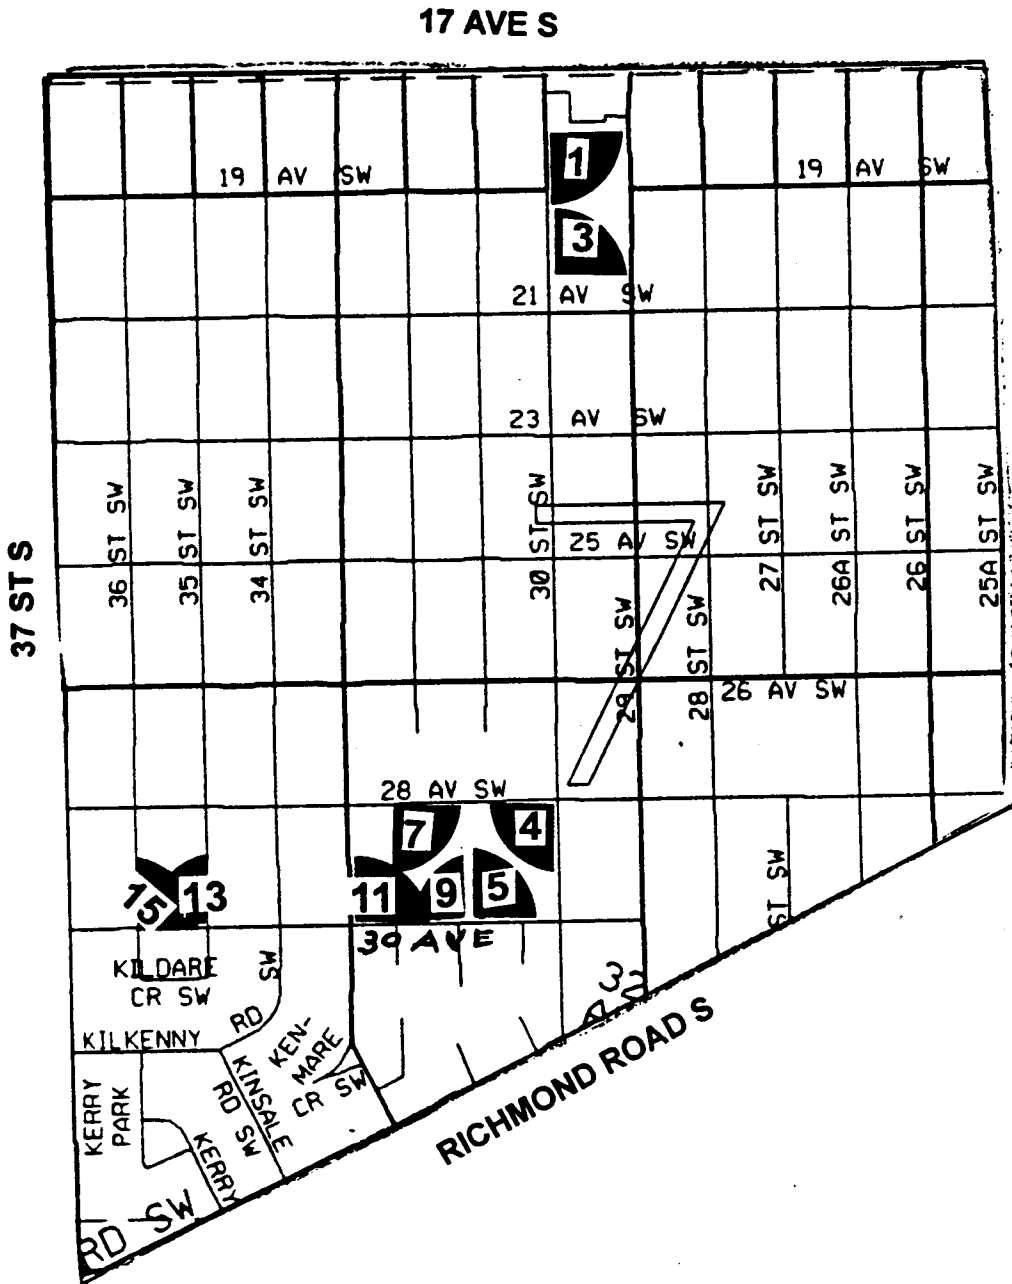 17 AVE S
19 AV SW
19 AV SW
1
3
21 AV SW
23 AV SW
37 ST S
36 ST SW
35 ST SW
34 ST SW
30 ST SW
25 AV SW
29 ST SW
28 ST SW
27 ST SW
26A ST SW
26 ST SW
25A ST SW
26 AV SW
28 AV SW
7
4
15
13
11
9
5
ST SW
30 AVE
KILDARE
CR SW
SW
RD
KILKENNY
KEN-
MARE
CR SW
KINSALE
RD SW
KERRY
PARK
KERRY
RD SW
32
RICHMOND ROAD S